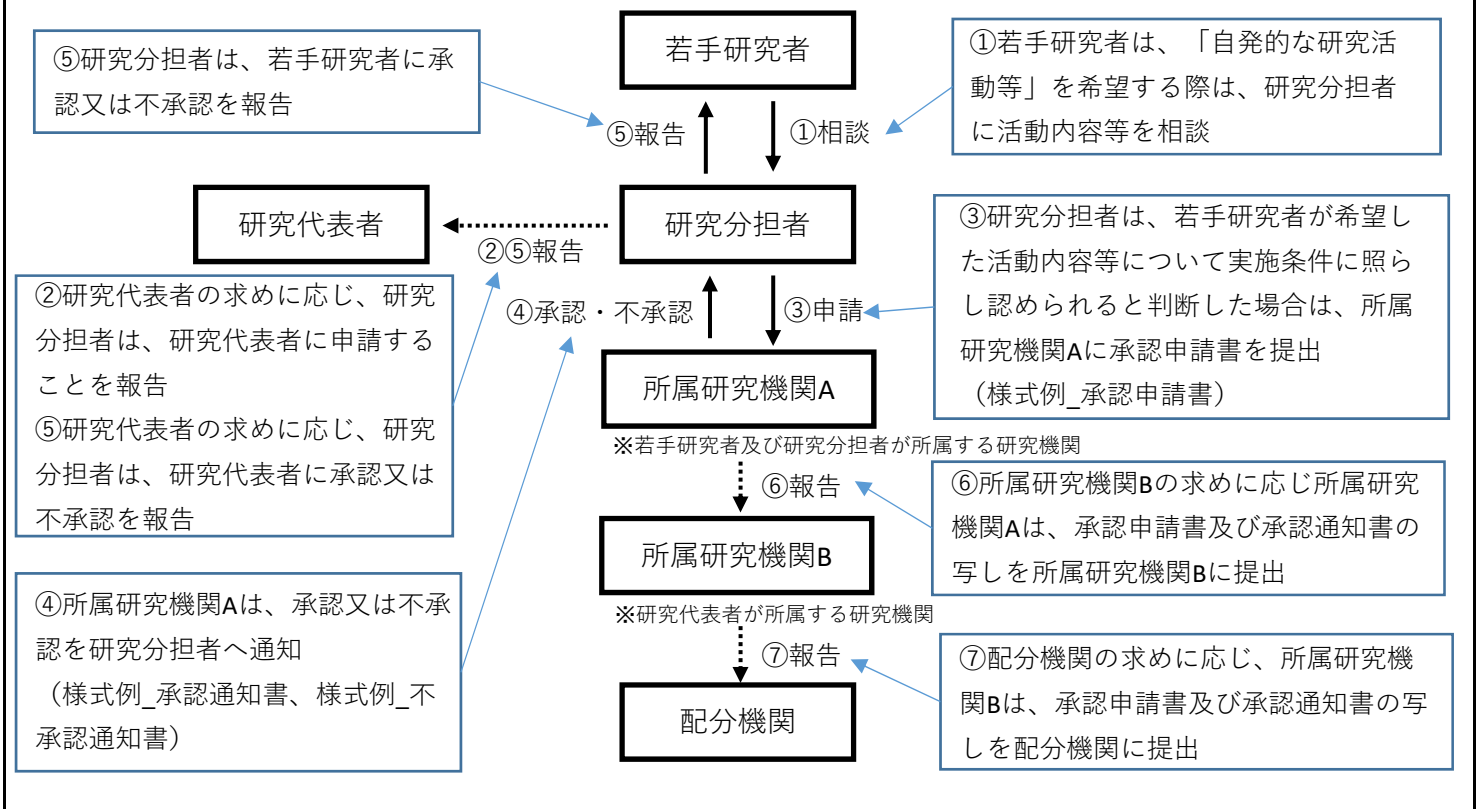 若手研究者
⑤研究分担者は、若手研究者に承
認又は不承認を報告
①若手研究者は、「自発的な研究活
動等」を希望する際は、研究分担者
に活動内容等を相談
⑤報告
①相談
研究代表者
研究分担者
②⑤報告
③研究分担者は、若手研究者が希望し
た活動内容等について実施条件に照ら
し認められると判断した場合は、所属
研究機関Aに承認申請書を提出
（様式例_承認申請書）
②研究代表者の求めに応じ、研究
分担者は、研究代表者に申請する
ことを報告
⑤研究代表者の求めに応じ、研究
分担者は、研究代表者に承認又は
不承認を報告
④承認・不承認
③申請
所属研究機関A
※若手研究者及び研究分担者が所属する研究機関
⑥報告
⑥所属研究機関Bの求めに応じ所属研究
機関Aは、承認申請書及び承認通知書の
写しを所属研究機関Bに提出
所属研究機関B
※研究代表者が所属する研究機関
④所属研究機関Aは、承認又は不承
認を研究分担者へ通知
（様式例_承認通知書、様式例_不
承認通知書）
⑦報告
⑦配分機関の求めに応じ、所属研究機
関Bは、承認申請書及び承認通知書の写
しを配分機関に提出
配分機関